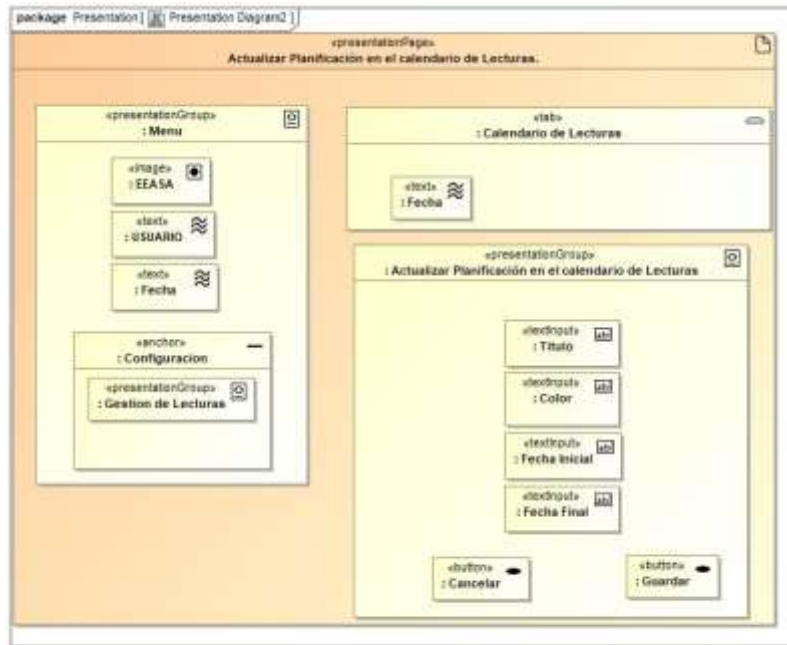 package Presentation [ Presentation Diagram2 ]
«presentationPage»
Actualizar Planificación en el calendario de Lecturas.
«presentationGroup»
: Menu
«image»
: EEASA
«text»
: USUARIO
«text»
: Fecha
«anchor»
: Configuracion
«presentationGroup»
: Gestion de Lecturas
«tab»
: Calendario de Lecturas
«text»
: Fecha
«presentationGroup»
: Actualizar Planificación en el calendario de Lecturas
«textInput»
: Titulo
«textInput»
: Color
«textInput»
: Fecha Inicial
«textInput»
: Fecha Final
«button»
: Cancelar
«button»
: Guardar